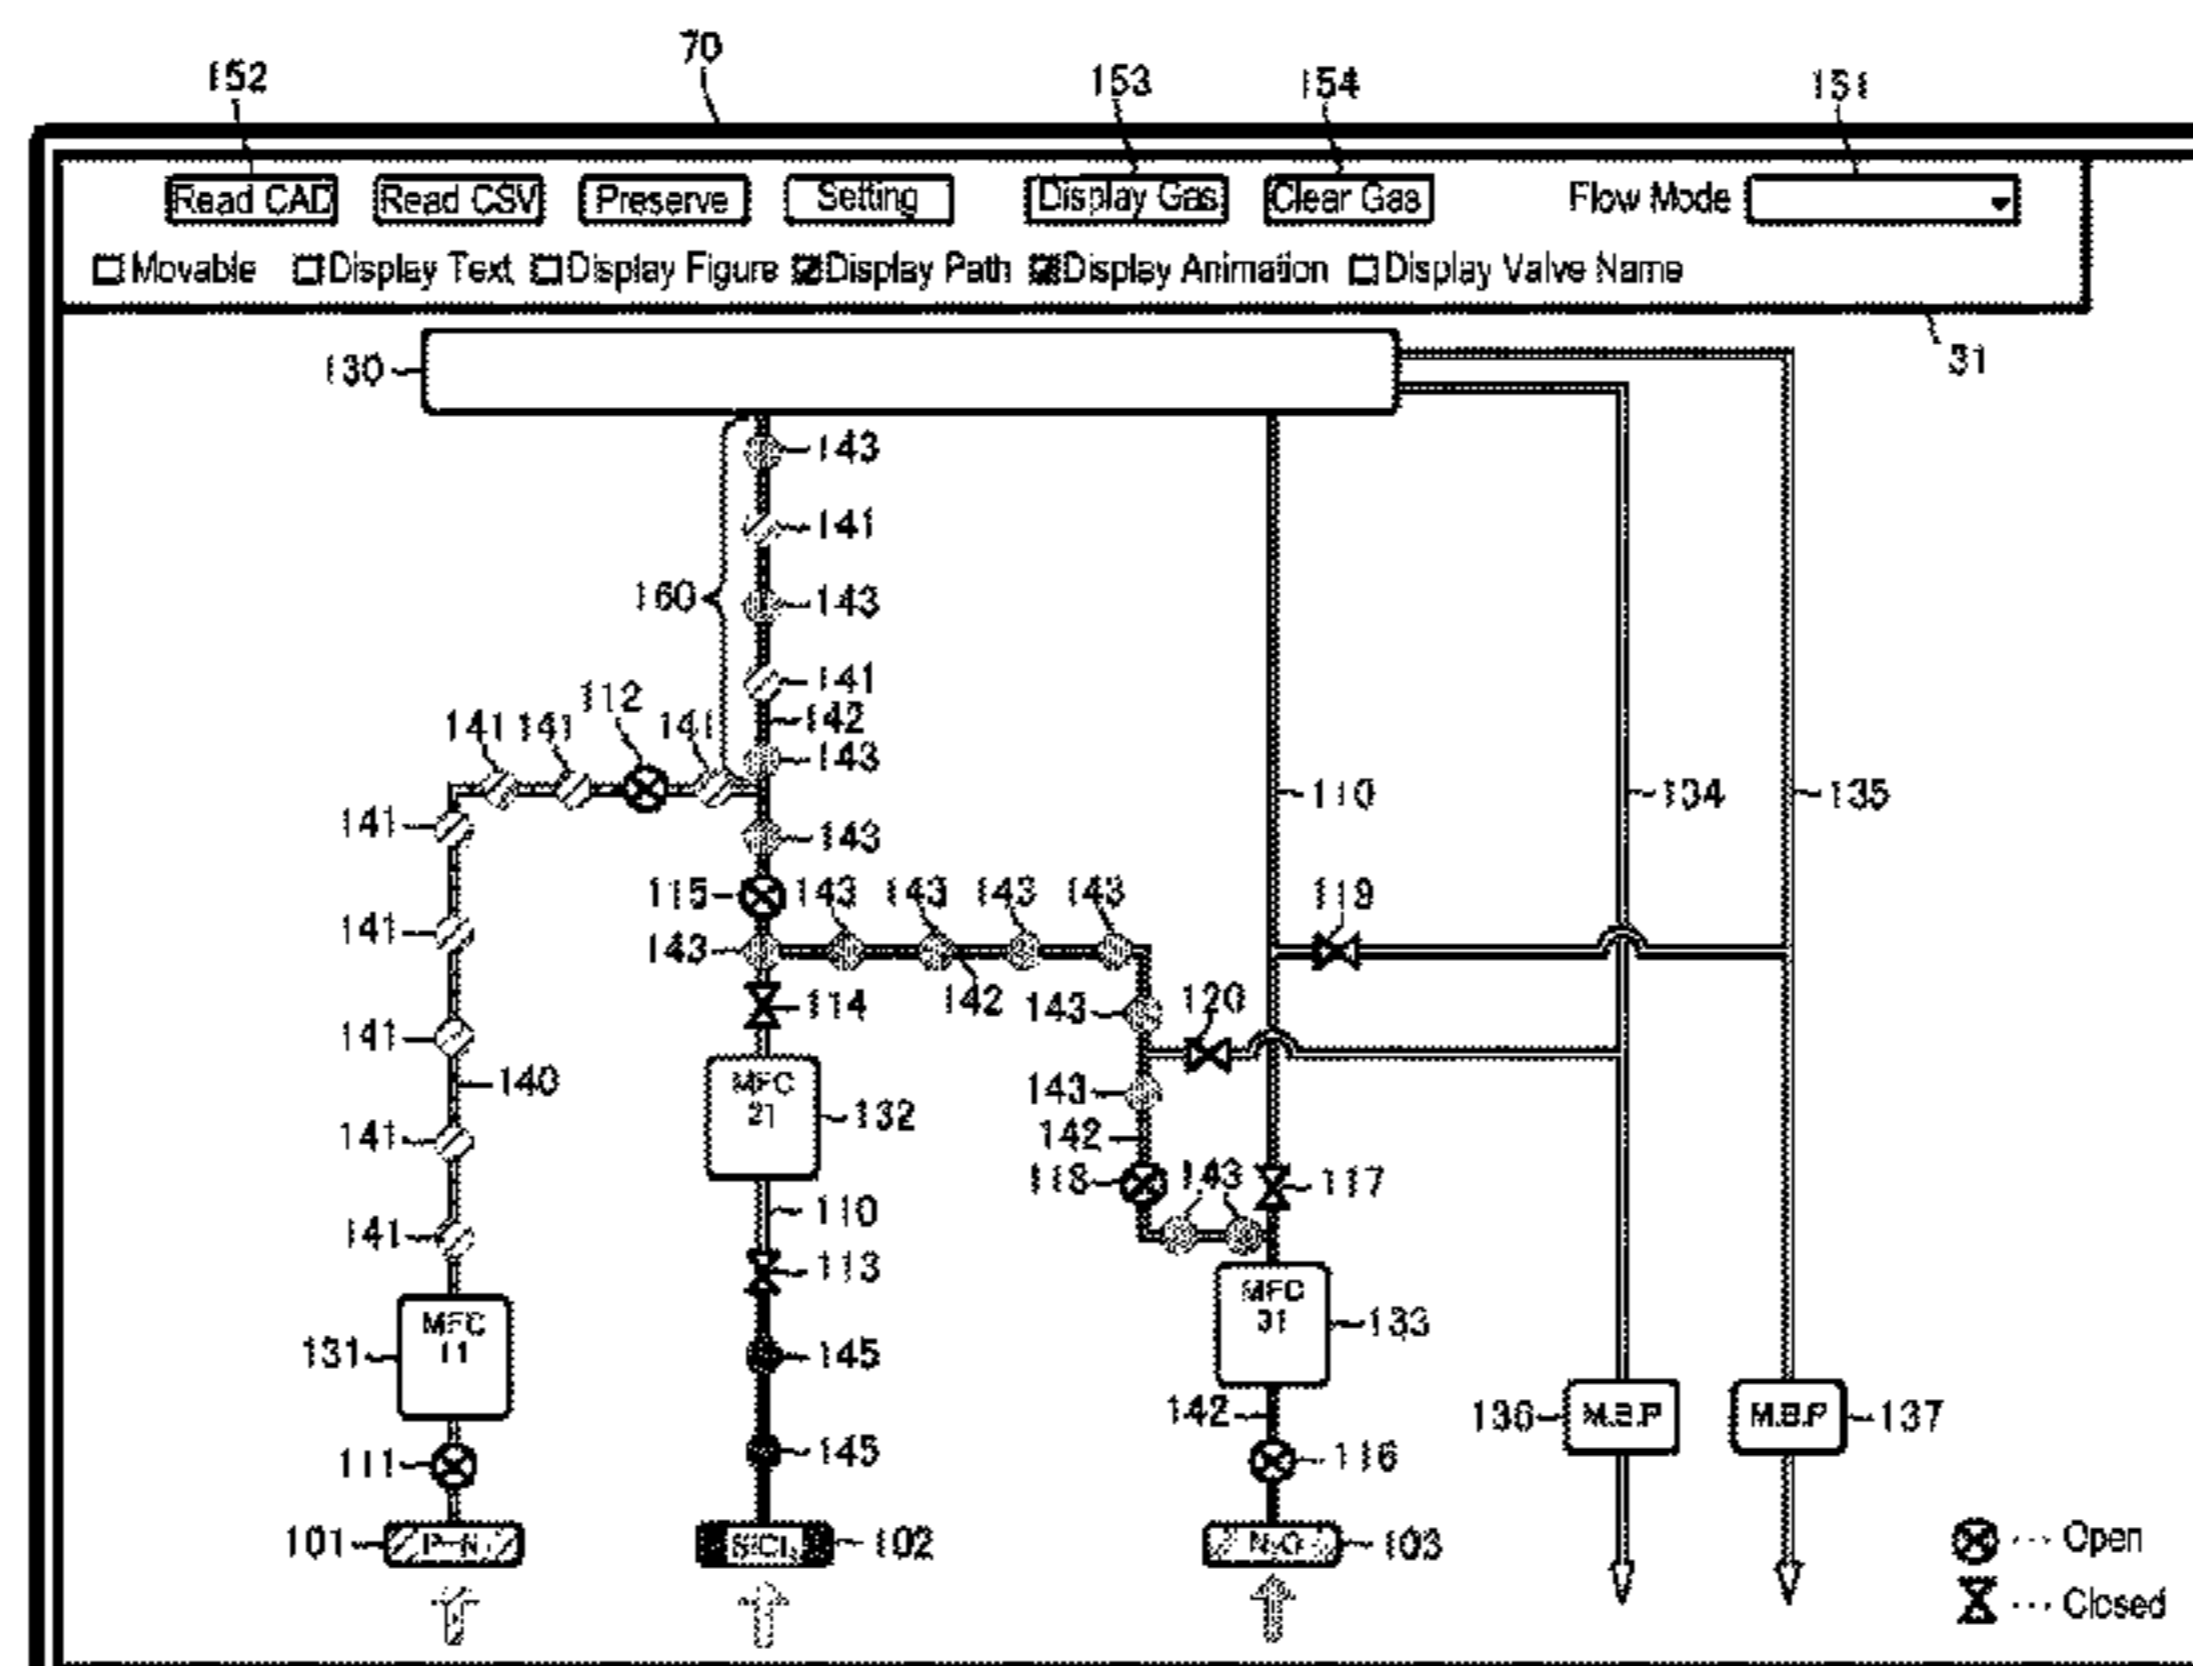 70
152 153 154 151
Read CAD Read CSV Preserve Setting Display Gas Clear Gas Flow Mode
Movable Display Text Display Figure Display Path Display Animation Display Valve Name
130 31
143
141
160 143
141
112 142
141 141 141 143
110 134 135
141 143
115 143 143 143 143 119
141 143
114 142 143 120
141
140 MFC 21 132 143
141 142
118 143 117
110
141 113
MFC 11 MFC 31
131 145 133
142 136 M.B.P M.B.P 137
111 145 116
101 102 103
Open
Closed